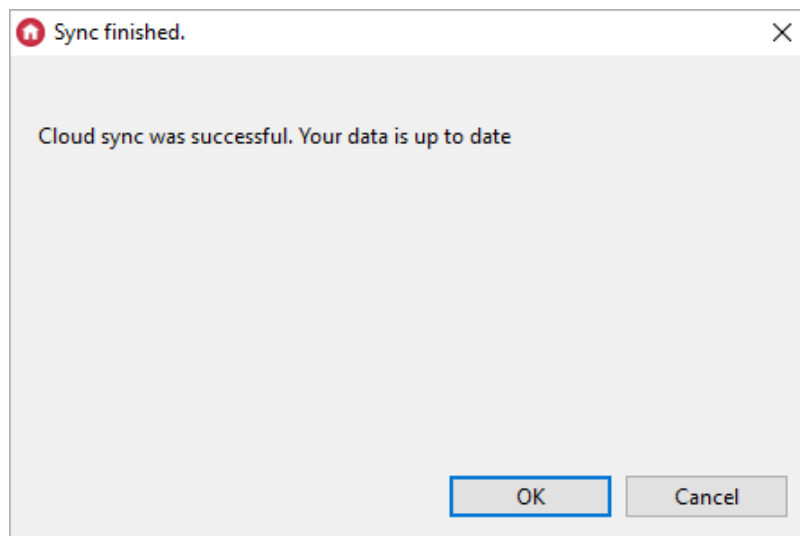 Sync finished.
Cloud sync was successful. Your data is up to date
OK
Cancel